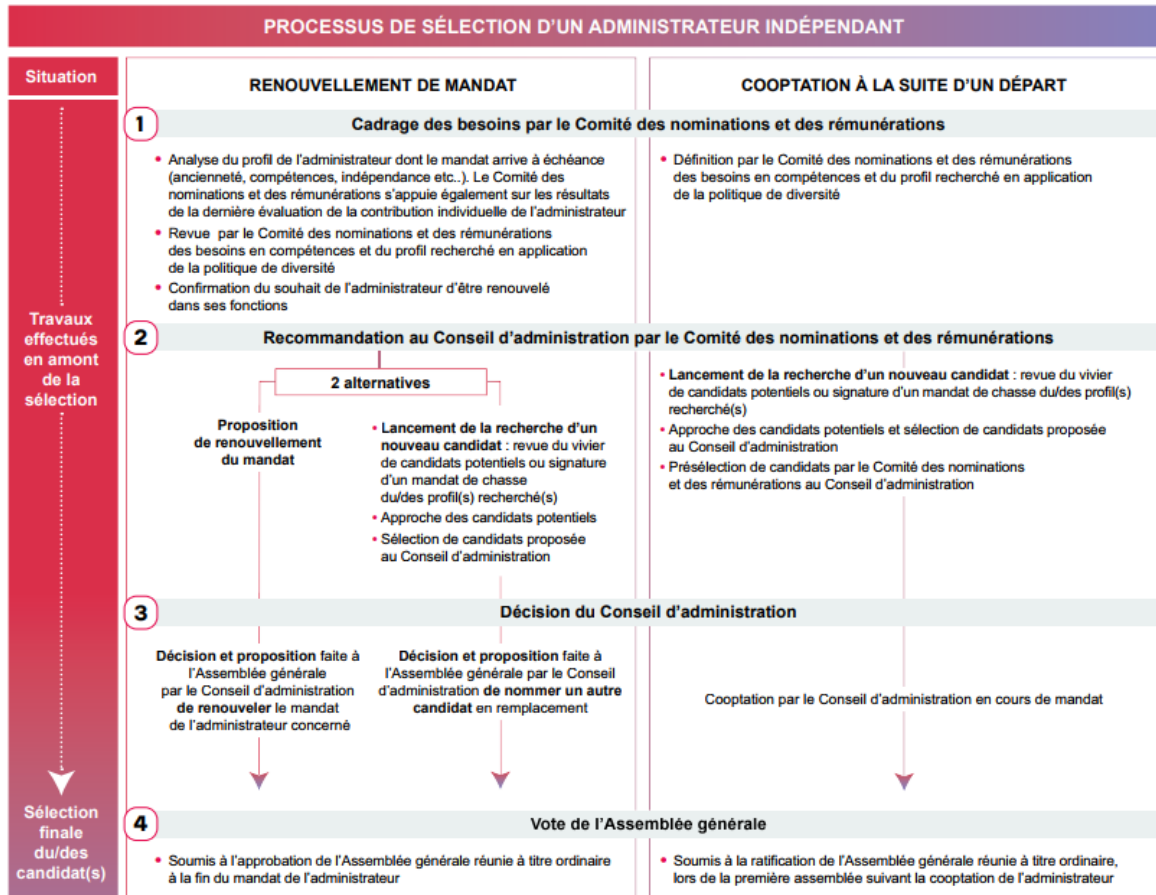 PROCESSUS DE SÉLECTION D'UN ADMINISTRATEUR INDÉPENDANT
Situation
RENOUVELLEMENT DE MANDAT
COOPTATION À LA SUITE D'UN DÉPART
1
Cadrage des besoins par le Comité des nominations et des rémunérations
• Analyse du profil de l'administrateur dont le mandat arrive à échéance
(ancienneté, compétences, indépendance etc..). Le Comité des
nominations et des rémunérations s'appuie également sur les résultats
de la dernière évaluation de la contribution individuelle de l'administrateur
• Revue par le Comité des nominations et des rémunérations
des besoins en compétences et du profil recherché en application
de la politique de diversité
• Confirmation du souhait de l'administrateur d'être renouvelé
dans ses fonctions
• Définition par le Comité des nominations et des rémunérations
des besoins en compétences et du profil recherché en application
de la politique de diversité
Travaux
effectués
en amont
de la
sélection
2
Recommandation au Conseil d'administration par le Comité des nominations et des rémunérations
2 alternatives
Proposition
de renouvellement
du mandat
• Lancement de la recherche d'un
nouveau candidat : revue du vivier
de candidats potentiels ou signature
d'un mandat de chasse
du/des profil(s) recherché(s)
• Approche des candidats potentiels
• Sélection de candidats proposée
au Conseil d'administration
• Lancement de la recherche d'un nouveau candidat : revue du vivier
de candidats potentiels ou signature d'un mandat de chasse du/des profil(s)
recherché(s)
• Approche des candidats potentiels et sélection de candidats proposée
au Conseil d'administration
• Présélection de candidats par le Comité des nominations
et des rémunérations au Conseil d'administration
3
Décision du Conseil d'administration
Décision et proposition faite à
l'Assemblée générale
par le Conseil d'administration
de renouveler le mandat
de l'administrateur concerné
Décision et proposition faite à
l'Assemblée générale par le Conseil
d'administration de nommer un autre
candidat en remplacement
Cooptation par le Conseil d'administration en cours de mandat
Sélection
finale
du/des
candidat(s)
4
Vote de l'Assemblée générale
• Soumis à l'approbation de l'Assemblée générale réunie à titre ordinaire
à la fin du mandat de l'administrateur
• Soumis à la ratification de l'Assemblée générale réunie à titre ordinaire,
lors de la première assemblée suivant la cooptation de l'administrateur